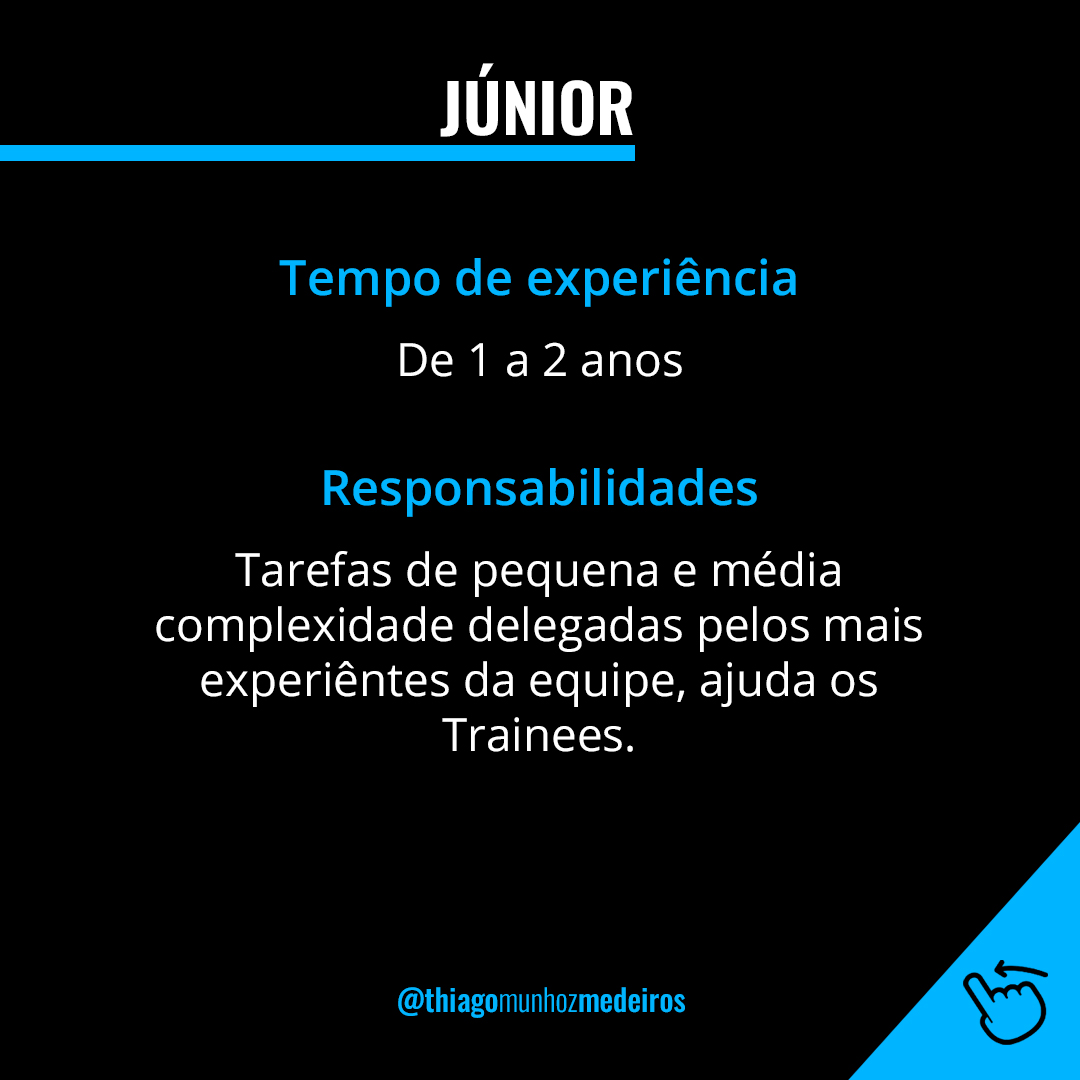 JÚNIOR
Tempo de experiência
De 1 a 2 anos
Responsabilidades
Tarefas de pequena e média
complexidade delegadas pelos mais
experiêntes da equipe, ajuda os
Trainees.
@thiagomunhozmedeiros